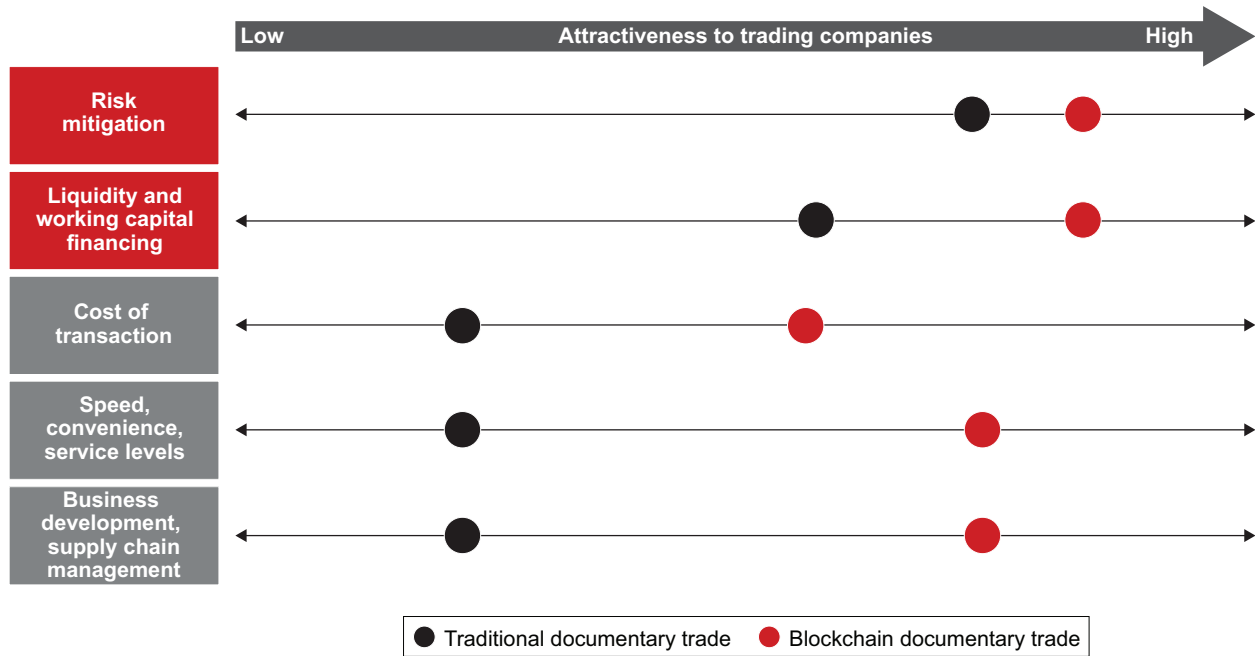 Low Attractiveness to trading companies High
Risk
mitigation
Liquidity and
working capital
financing
Cost of
transaction
Speed,
convenience,
service levels
Business
development,
supply chain
management
Traditional documentary trade Blockchain documentary trade